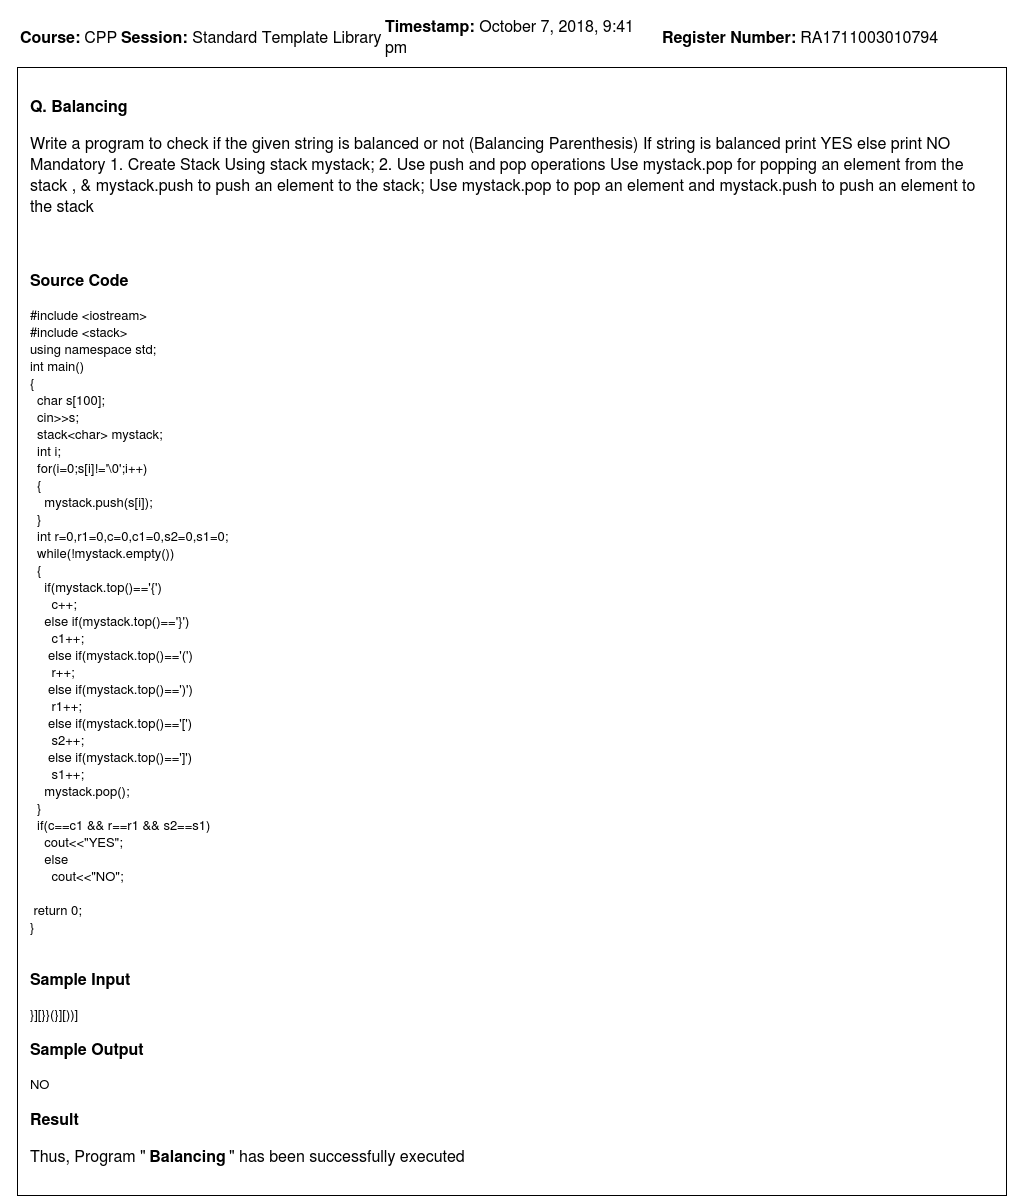 Course: CPP Session: Standard Template Library Timestamp: October 7, 2018, 9:41 pm Register Number: RA1711003010794
Q. Balancing
Write a program to check if the given string is balanced or not (Balancing Parenthesis) If string is balanced print YES else print NO
Mandatory 1. Create Stack Using stack mystack; 2. Use push and pop operations Use mystack.pop for popping an element from the
stack , & mystack.push to push an element to the stack; Use mystack.pop to pop an element and mystack.push to push an element to
the stack
Source Code
#include <iostream>
#include <stack>
using namespace std;
int main()
{
  char s[100];
  cin>>s;
  stack<char> mystack;
  int i;
  for(i=0;s[i]!='\0';i++)
  {
    mystack.push(s[i]);
  }
  int r=0,r1=0,c=0,c1=0,s2=0,s1=0;
  while(!mystack.empty())
  {
    if(mystack.top()=='{')
      c++;
    else if(mystack.top()=='}')
      c1++;
     else if(mystack.top()=='(')
      r++;
     else if(mystack.top()==')')
      r1++;
     else if(mystack.top()=='[')
      s2++;
     else if(mystack.top()==']')
      s1++;
    mystack.pop();
  }
  if(c==c1 && r==r1 && s2==s1)
    cout<<"YES";
    else
      cout<<"NO";
 return 0;
}
Sample Input
}][}}(}][))]
Sample Output
NO
Result
Thus, Program " Balancing " has been successfully executed